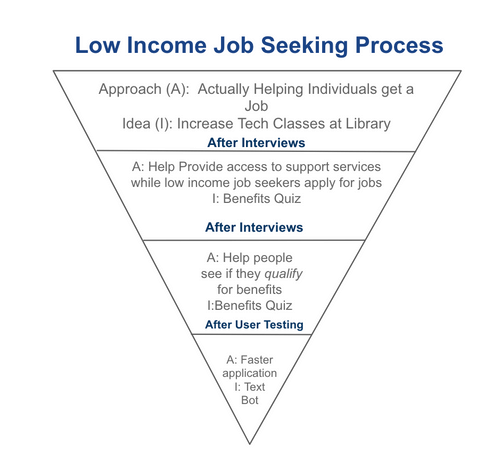 Low Income Job Seeking Process
Approach (A):  Actually Helping Individuals get a
Job
Idea (I): Increase Tech Classes at Library
After Interviews
A: Help Provide access to support services
while low income job seekers apply for jobs
I: Benefits Quiz
After Interviews
A: Help people
see if they qualify
for benefits
I:Benefits Quiz
After User Testing
A: Faster
application
I: Text
Bot